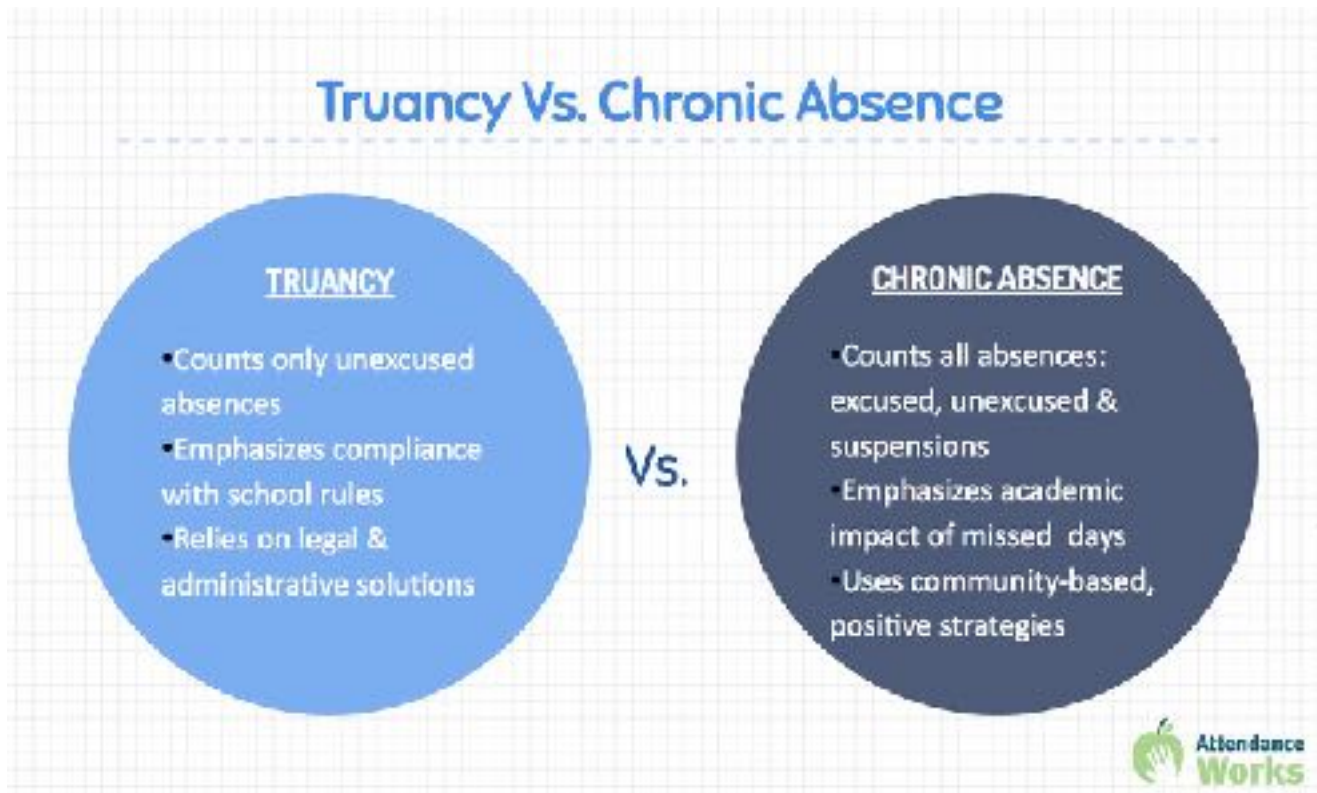 Truancy Vs. Chronic Absence
TRUANCY
•Counts only unexcused
absences
•Emphasizes compliance
with school rules
•Relies on legal &
administrative solutions
Vs.
CHRONIC ABSENCE
•Counts all absences:
excused, unexcused &
suspensions
•Emphasizes academic
impact of missed days
•Uses community-based,
positive strategies
Attendance
Works